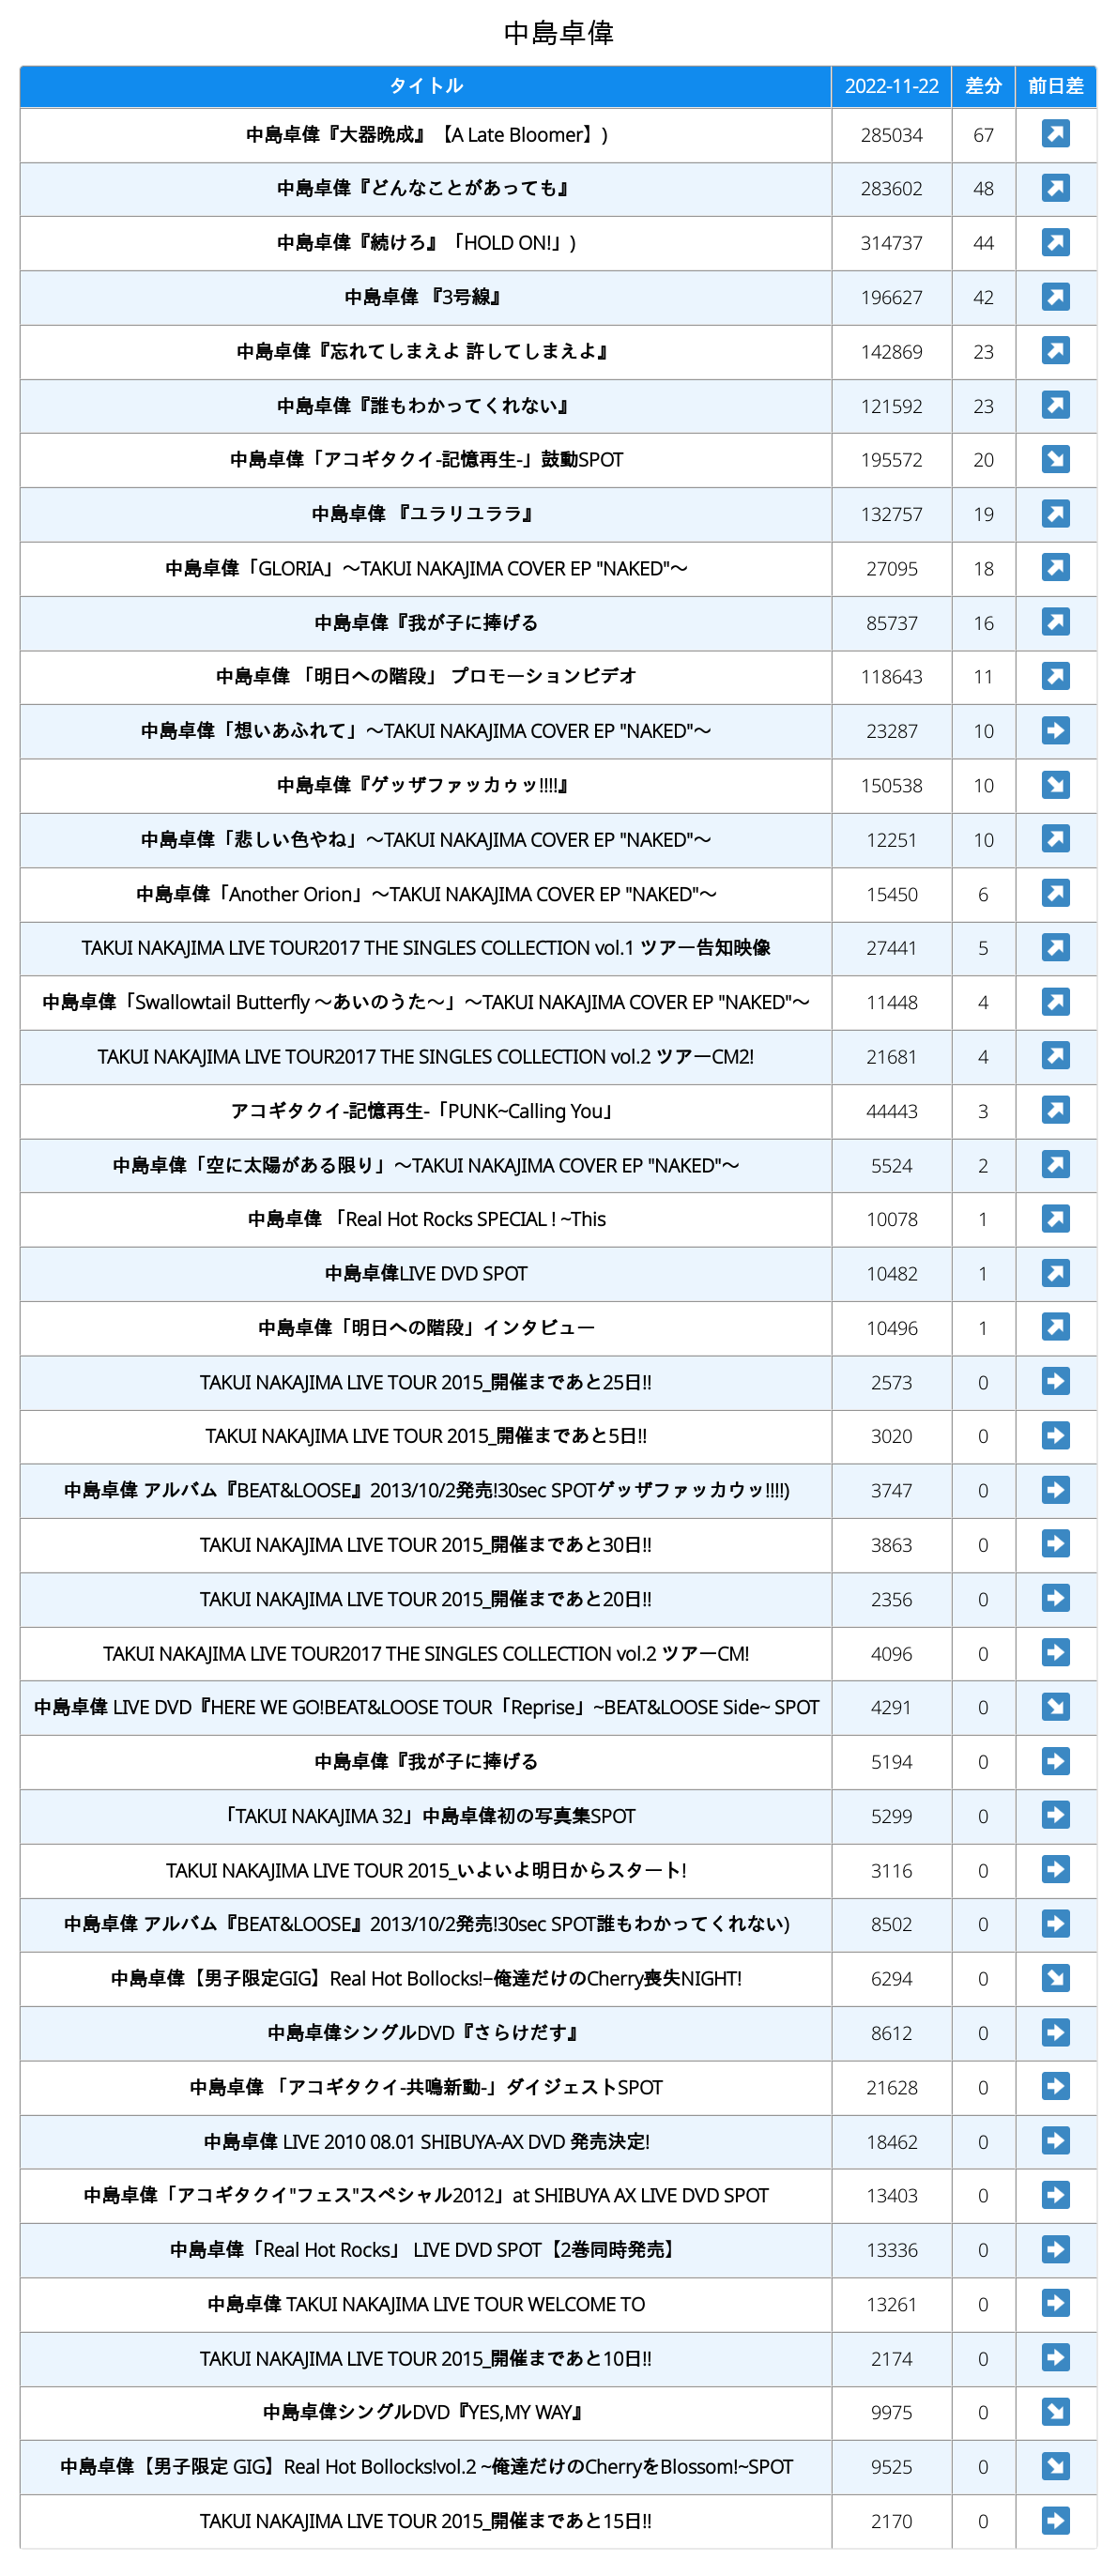 中島卓偉
タイトル 2022-11-22 差分 前日差
中島卓偉『大器晩成』【A Late Bloomer】) 285034 67 ↗
中島卓偉『どんなことがあっても』 283602 48 ↗
中島卓偉『続けろ』「HOLD ON!」) 314737 44 ↗
中島卓偉 『3号線』 196627 42 ↗
中島卓偉『忘れてしまえよ 許してしまえよ』 142869 23 ↗
中島卓偉『誰もわかってくれない』 121592 23 ↗
中島卓偉「アコギタクイ-記憶再生-」鼓動SPOT 195572 20 ↘
中島卓偉 『ユラリユララ』 132757 19 ↗
中島卓偉「GLORIA」〜TAKUI NAKAJIMA COVER EP "NAKED"〜 27095 18 ↗
中島卓偉『我が子に捧げる 85737 16 ↗
中島卓偉 「明日への階段」 プロモーションビデオ 118643 11 ↗
中島卓偉「想いあふれて」〜TAKUI NAKAJIMA COVER EP "NAKED"〜 23287 10 ➡
中島卓偉『ゲッザファッカゥッ!!!!』 150538 10 ↘
中島卓偉「悲しい色やね」〜TAKUI NAKAJIMA COVER EP "NAKED"〜 12251 10 ↗
中島卓偉「Another Orion」〜TAKUI NAKAJIMA COVER EP "NAKED"〜 15450 6 ↗
TAKUI NAKAJIMA LIVE TOUR2017 THE SINGLES COLLECTION vol.1 ツアー告知映像 27441 5 ↗
中島卓偉「Swallowtail Butterfly 〜あいのうた〜」〜TAKUI NAKAJIMA COVER EP "NAKED"〜 11448 4 ↗
TAKUI NAKAJIMA LIVE TOUR2017 THE SINGLES COLLECTION vol.2 ツアーCM2! 21681 4 ↗
アコギタクイ-記憶再生-「PUNK~Calling You」 44443 3 ↗
中島卓偉「空に太陽がある限り」〜TAKUI NAKAJIMA COVER EP "NAKED"〜 5524 2 ↗
中島卓偉 「Real Hot Rocks SPECIAL ! ~This 10078 1 ↗
中島卓偉LIVE DVD SPOT 10482 1 ↗
中島卓偉「明日への階段」インタビュー 10496 1 ↗
TAKUI NAKAJIMA LIVE TOUR 2015_開催まであと25日!! 2573 0 ➡
TAKUI NAKAJIMA LIVE TOUR 2015_開催まであと5日!! 3020 0 ➡
中島卓偉 アルバム『BEAT&LOOSE』2013/10/2発売!30sec SPOTゲッザファッカウッ!!!!) 3747 0 ➡
TAKUI NAKAJIMA LIVE TOUR 2015_開催まであと30日!! 3863 0 ➡
TAKUI NAKAJIMA LIVE TOUR 2015_開催まであと20日!! 2356 0 ➡
TAKUI NAKAJIMA LIVE TOUR2017 THE SINGLES COLLECTION vol.2 ツアーCM! 4096 0 ➡
中島卓偉 LIVE DVD『HERE WE GO!BEAT&LOOSE TOUR「Reprise」~BEAT&LOOSE Side~ SPOT 4291 0 ↘
中島卓偉『我が子に捧げる 5194 0 ➡
「TAKUI NAKAJIMA 32」中島卓偉初の写真集SPOT 5299 0 ➡
TAKUI NAKAJIMA LIVE TOUR 2015_いよいよ明日からスタート! 3116 0 ➡
中島卓偉 アルバム『BEAT&LOOSE』2013/10/2発売!30sec SPOT誰もわかってくれない) 8502 0 ➡
中島卓偉【男子限定GIG】Real Hot Bollocks!−俺達だけのCherry喪失NIGHT! 6294 0 ↘
中島卓偉シングルDVD『さらけだす』 8612 0 ➡
中島卓偉 「アコギタクイ-共鳴新動-」ダイジェストSPOT 21628 0 ➡
中島卓偉 LIVE 2010 08.01 SHIBUYA-AX DVD 発売決定! 18462 0 ➡
中島卓偉「アコギタクイ"フェス"スペシャル2012」at SHIBUYA AX LIVE DVD SPOT 13403 0 ➡
中島卓偉「Real Hot Rocks」 LIVE DVD SPOT【2巻同時発売】 13336 0 ➡
中島卓偉 TAKUI NAKAJIMA LIVE TOUR WELCOME TO 13261 0 ➡
TAKUI NAKAJIMA LIVE TOUR 2015_開催まであと10日!! 2174 0 ➡
中島卓偉シングルDVD『YES,MY WAY』 9975 0 ↘
中島卓偉【男子限定 GIG】Real Hot Bollocks!vol.2 ~俺達だけのCherryをBlossom!~SPOT 9525 0 ↘
TAKUI NAKAJIMA LIVE TOUR 2015_開催まであと15日!! 2170 0 ➡